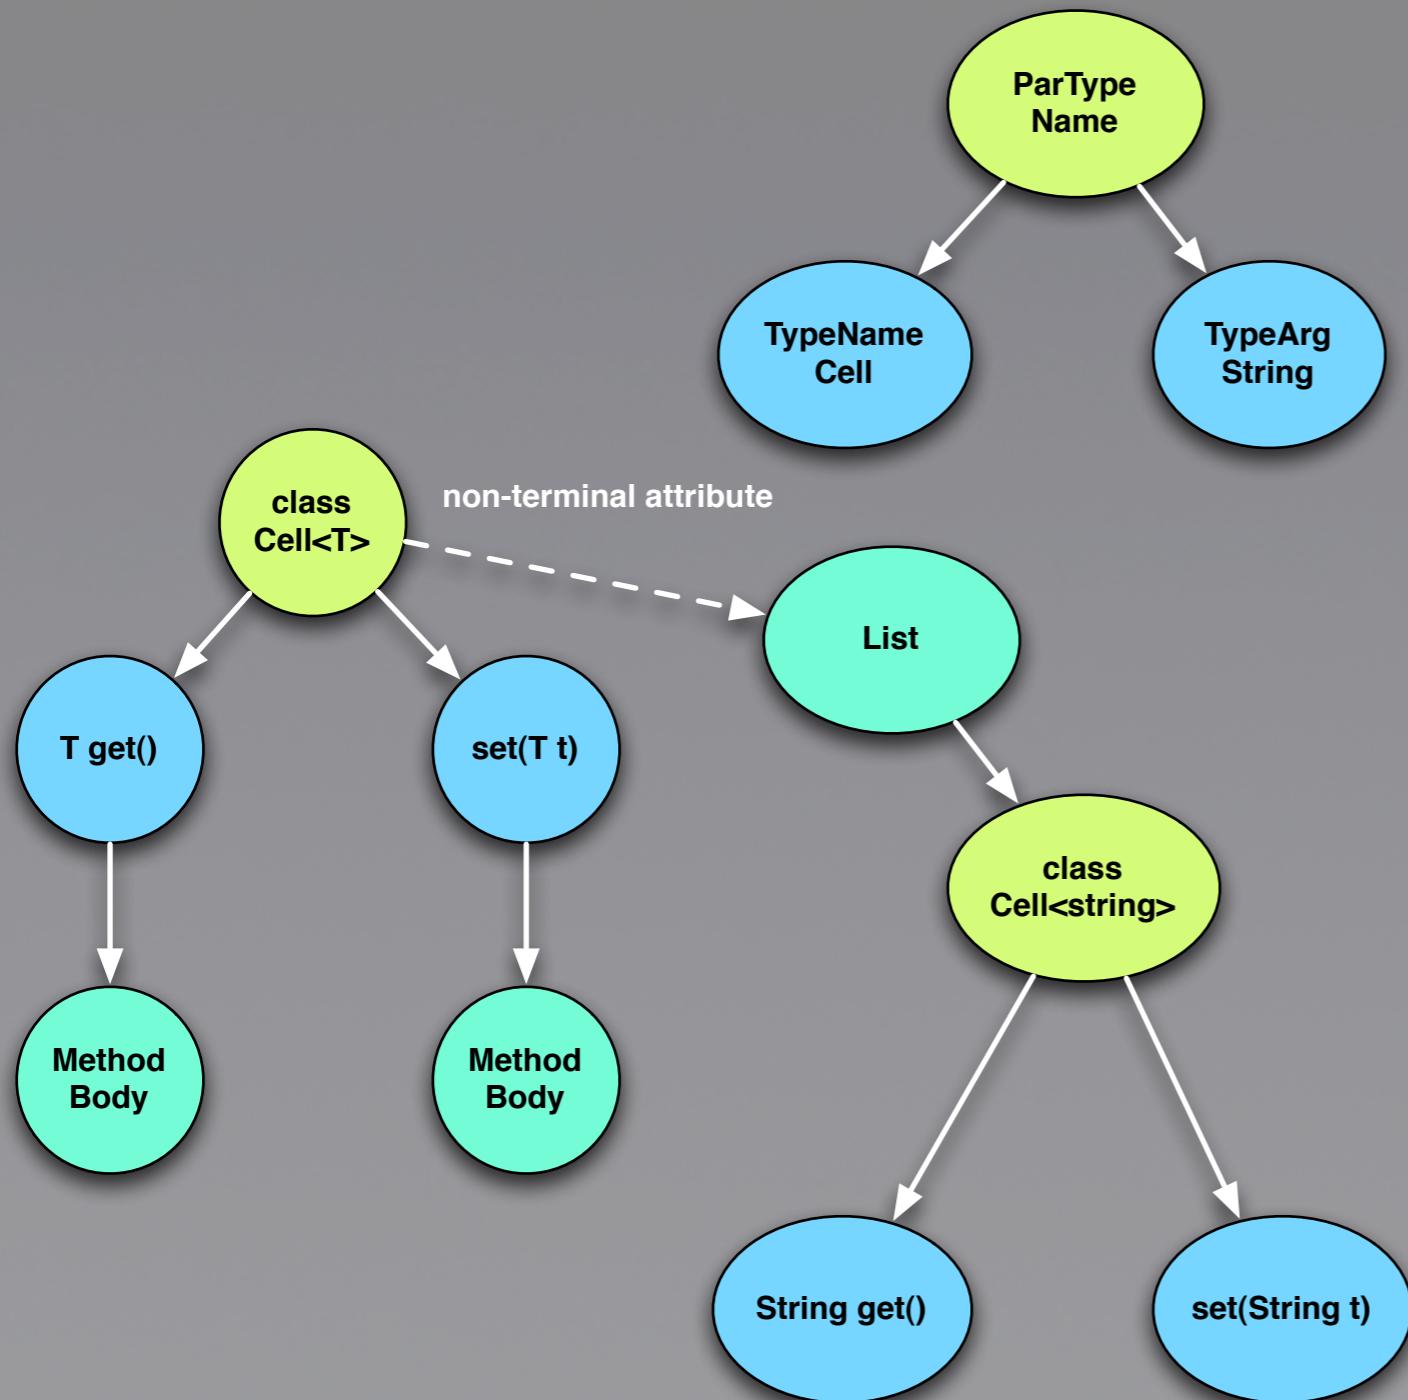 ParType
Name
TypeName
Cell
TypeArg
String
class
Cell<T>
non-terminal attribute
List
T get()
set(T t)
class
Cell<string>
Method
Body
Method
Body
String get()
set(String t)